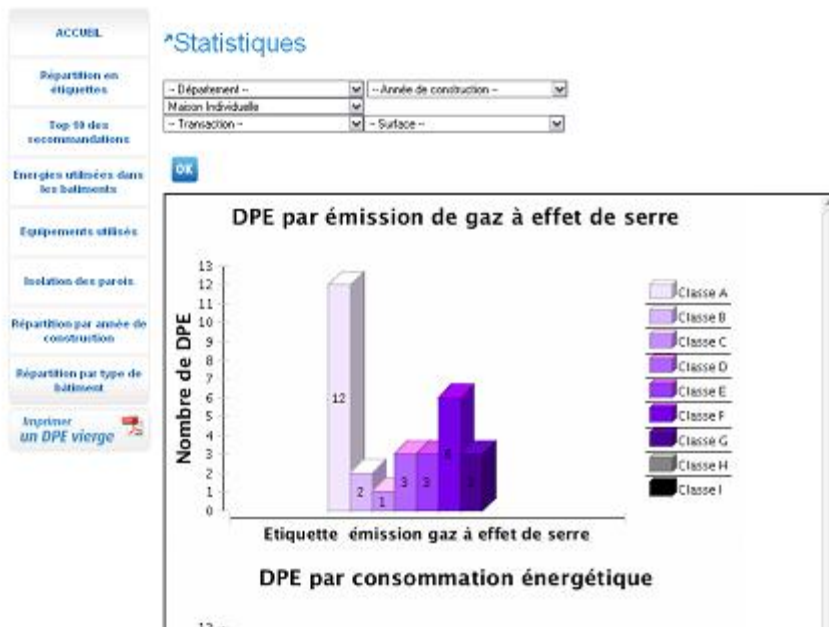 ACCUEIL
Répartition en
étiquettes
Top 10 des
recommandations
Energies utilisées dans
les batiments
Equipements utilisés
Isolation des parois
Répartition par année de
construction
Répartition par type de
bâtiment
Imprimer
un DPE vierge
Statistiques
-- Département --
-- Année de construction --
Maison Individuelle
-- Transaction --
-- Surface --
OK
DPE par émission de gaz à effet de serre
Nombre de DPE
13
12
11
10
9
8
7
6
5
4
3
2
1
0
12
2
1
3
3
6
3
Classe A
Classe B
Classe C
Classe D
Classe E
Classe F
Classe G
Classe H
Classe I
Etiquette émission gaz à effet de serre
DPE par consommation énergétique
13